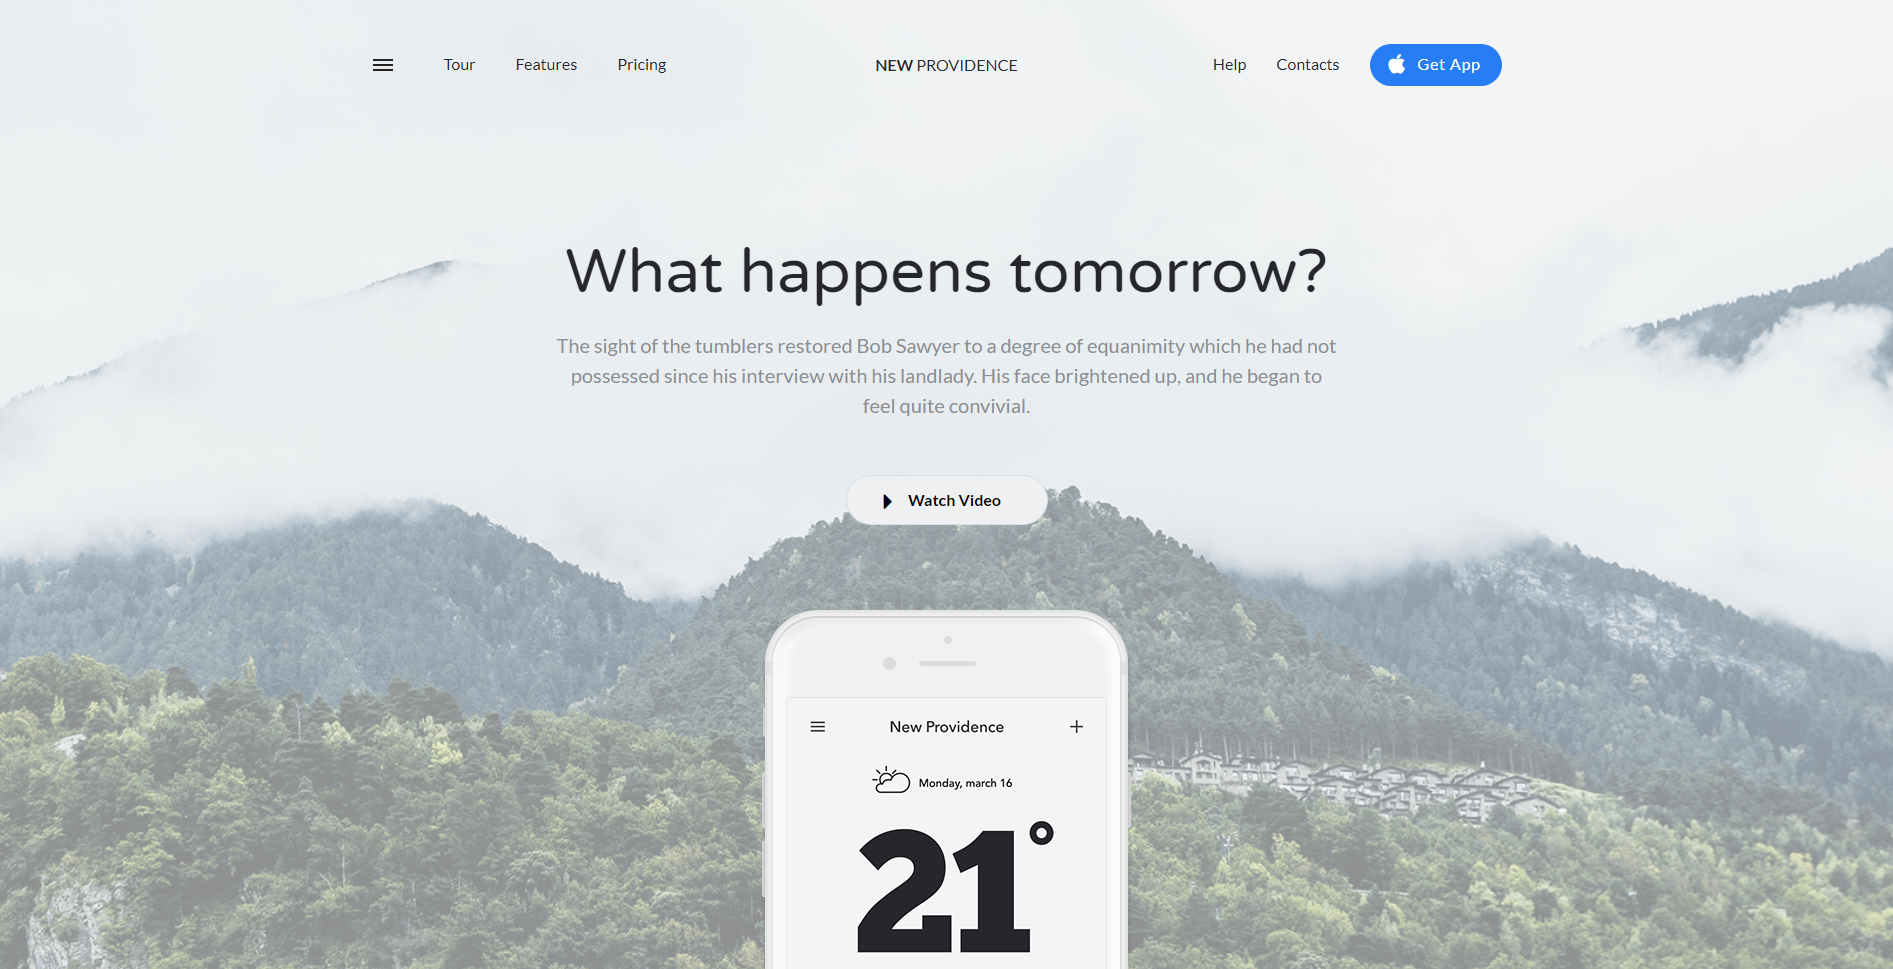 Tour Features Pricing NEW PROVIDENCE Help Contacts Get App
What happens tomorrow?
The sight of the tumblers restored Bob Sawyer to a degree of equanimity which he had not
possessed since his interview with his landlady. His face brightened up, and he began to
feel quite convivial.
Watch Video
New Providence
Monday, march 16
21°